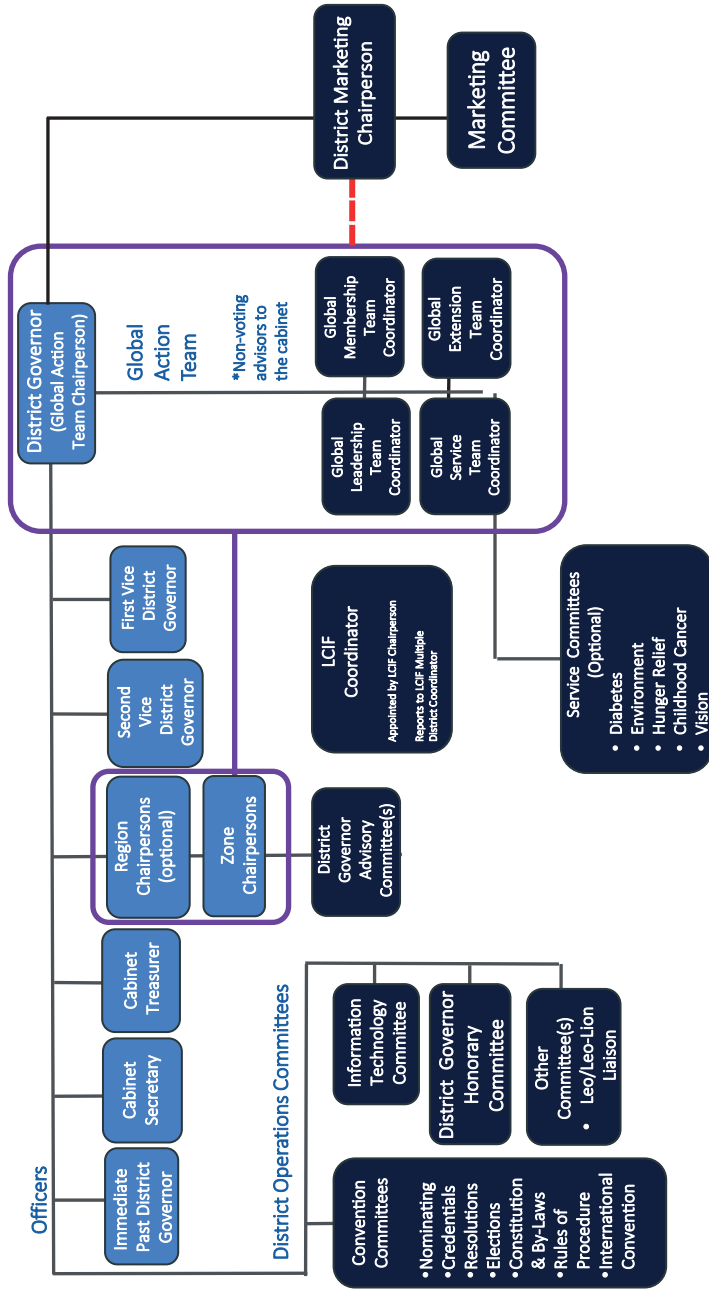 Officers
Immediate
Past District
Governor
Cabinet
Secretary
Cabinet
Treasurer
Region
Chairpersons
(optional)
Zone
Chairpersons
Second
Vice
District
Governor
First Vice
District
Governor
District Governor
(Global Action
Team Chairperson)
Global
Action
Team
*Non-voting
advisors to
the cabinet
Global
Leadership
Team
Coordinator
Global
Membership
Team
Coordinator
Global
Service
Team
Coordinator
Global
Extension
Team
Coordinator
District Marketing
Chairperson
Marketing
Committee
District
Governor
Advisory
Committee(s)
LCIF
Coordinator
Appointed by LCIF Chairperson
Reports to LCIF Multiple
District Coordinator
Service Committees
(Optional)
• Diabetes
• Environment
• Hunger Relief
• Childhood Cancer
• Vision
District Operations Committees
Convention
Committees
•Nominating
•Credentials
•Resolutions
•Elections
•Constitution
& By-Laws
•Rules of
Procedure
•International
Convention
Information
Technology
Committee
District Governor
Honorary
Committee
Other
Committee(s)
• Leo/Leo-Lion
Liaison